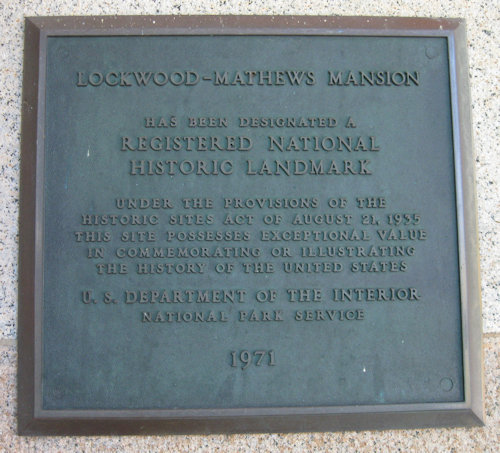 LOCKWOOD-MATHEWS MANSION
HAS BEEN DESIGNATED A
REGISTERED NATIONAL
HISTORIC LANDMARK
UNDER THE PROVISIONS OF THE
HISTORIC SITES ACT OF AUGUST 21, 1935
THIS SITE POSSESSES EXCEPTIONAL VALUE
IN COMMEMORATING OR ILLUSTRATING
THE HISTORY OF THE UNITED STATES
U. S. DEPARTMENT OF THE INTERIOR
NATIONAL PARK SERVICE
1971